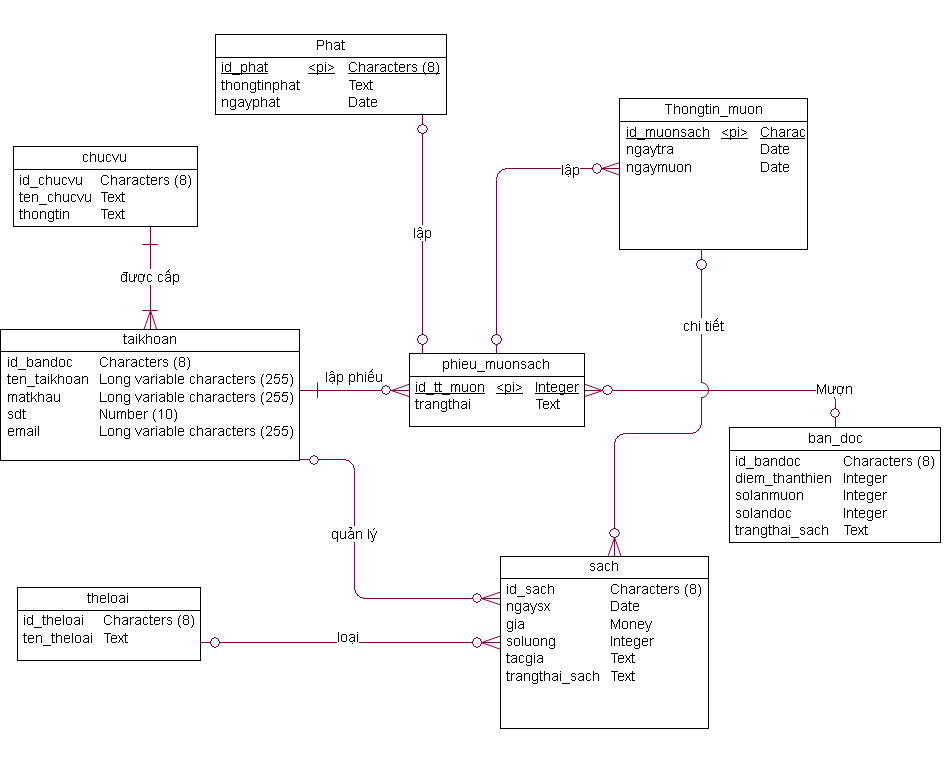 Phat
id_phat <pi> Characters (8)
thongtinphat Text
ngayphat Date
Thongtin_muon
id_muonsach <pi> Charac
ngaytra Date
ngaymuon Date
chucvu
id_chucvu Characters (8)
ten_chucvu Text
thongtin Text
lập
lập
được cấp
chi tiết
taikhoan
id_bandoc Characters (8)
ten_taikhoan Long variable characters (255)
matkhau Long variable characters (255)
sdt Number (10)
email Long variable characters (255)
lập phiếu
phieu_muonsach
id_tt_muon <pi> Integer
trangthai Text
Mượn
ban_doc
id_bandoc Characters (8)
diem_thanthien Integer
solanmuon Integer
solandoc Integer
trangthai_sach Text
quản lý
sach
id_sach Characters (8)
ngaysx Date
gia Money
soluong Integer
tacgia Text
trangthai_sach Text
theloai
id_theloai Characters (8)
ten_theloai Text
loại